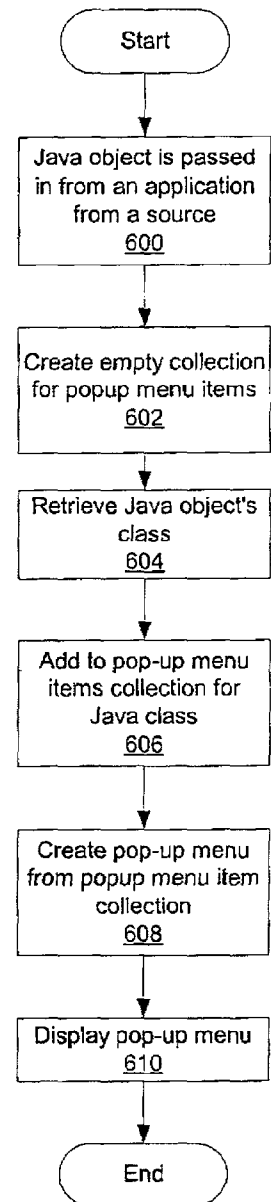 Start
Java object is passed
in from an application
from a source
600
Create empty collection
for popup menu items
602
Retrieve Java object's
class
604
Add to pop-up menu
items collection for
Java class
606
Create pop-up menu
from popup menu item
collection
608
Display pop-up menu
610
End